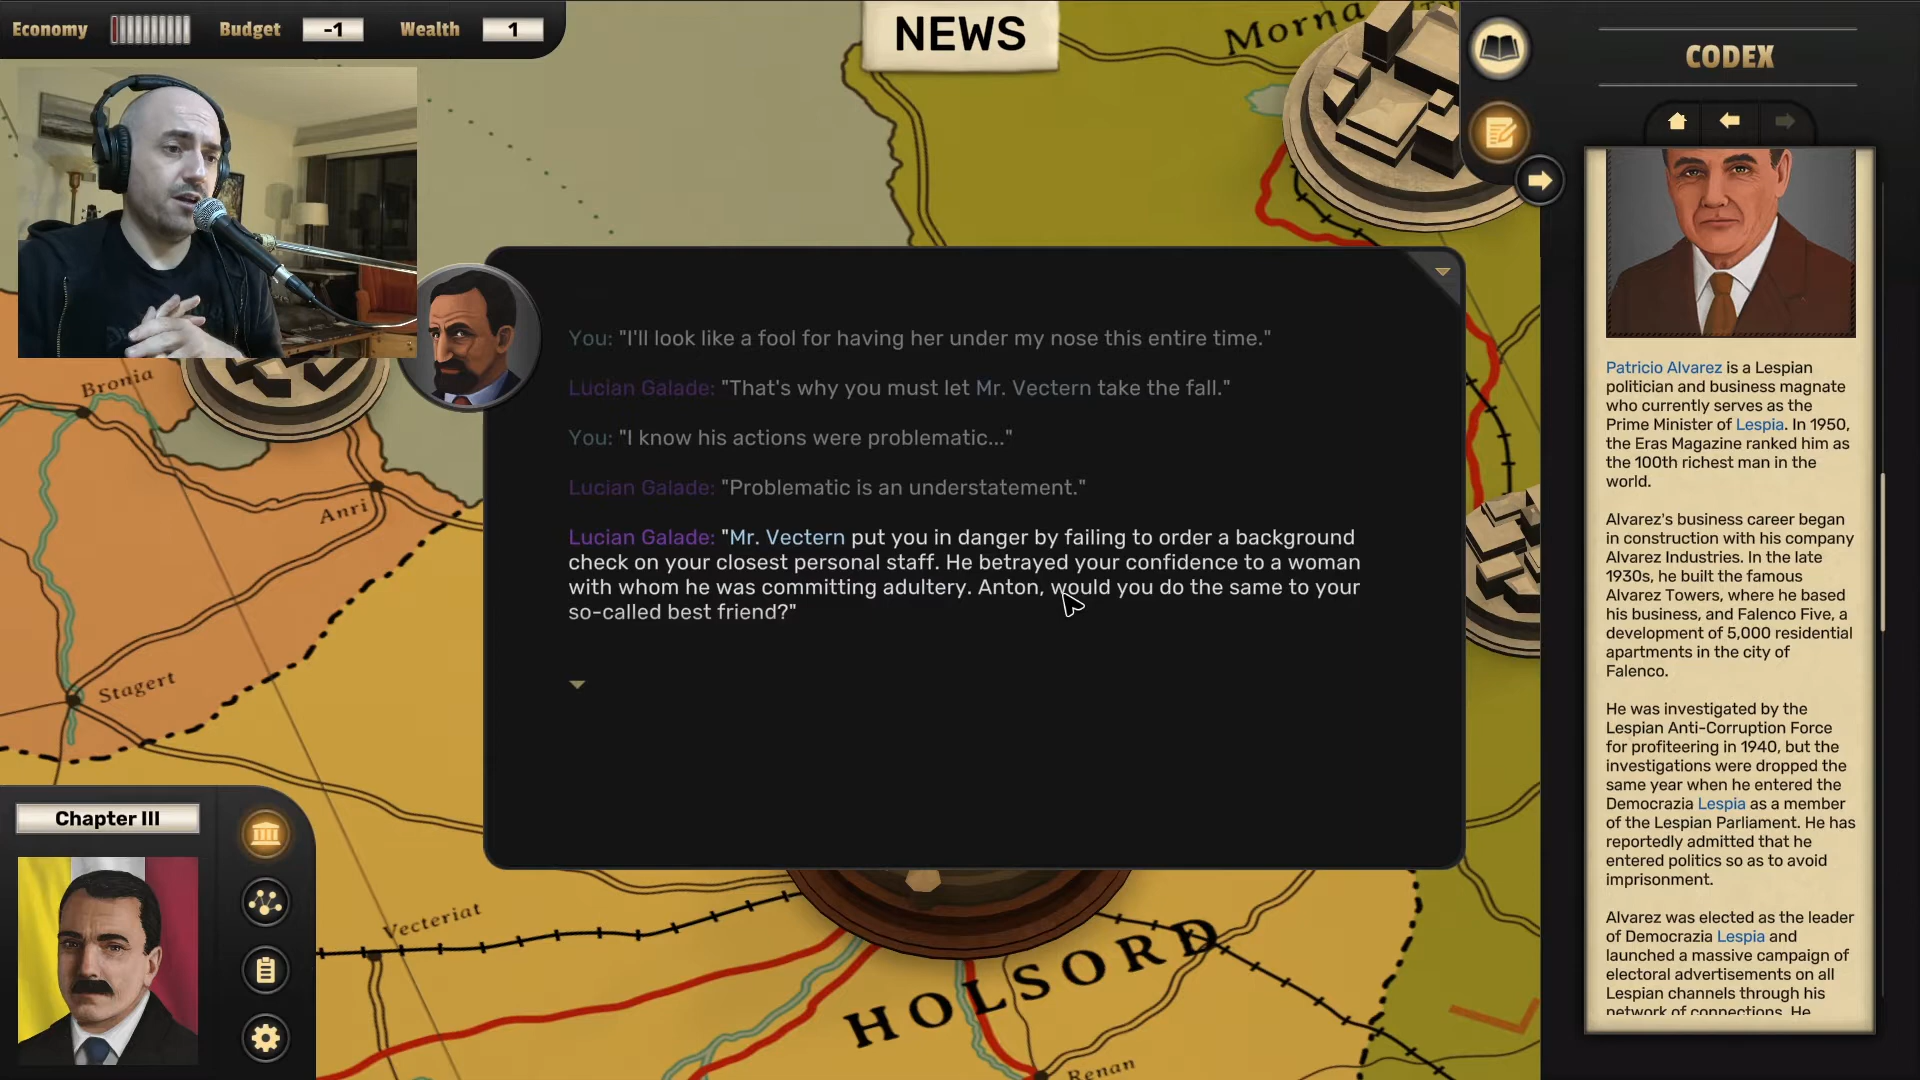 Economy
Budget
-1
Wealth
1
NEWS
Morna
CODEX
Bronia
Anri
Stagert
You: "I'll look like a fool for having her under my nose this entire time."
Lucian Galade: "That's why you must let Mr. Vectern take the fall."
You: "I know his actions were problematic..."
Lucian Galade: "Problematic is an understatement."
Lucian Galade: "Mr. Vectern put you in danger by failing to order a background
check on your closest personal staff. He betrayed your confidence to a woman
with whom he was committing adultery. Anton, would you do the same to your
so-called best friend?"
Patricio Alvarez is a Lespian
politician and business magnate
who currently serves as the
Prime Minister of Lespia. In 1950,
the Eras Magazine ranked him as
the 100th richest man in the
world.
Alvarez's business career began
in construction with his company
Alvarez Industries. In the late
1930s, he built the famous
Alvarez Towers, where he based
his business, and Falenco Five, a
development of 5,000 residential
apartments in the city of
Falenco.
He was investigated by the
Lespian Anti-Corruption Force
for profiteering in 1940, but the
investigations were dropped the
same year when he entered the
Democrazia Lespia as a member
of the Lespian Parliament. He has
reportedly admitted that he
entered politics so as to avoid
imprisonment.
Alvarez was elected as the leader
of Democrazia Lespia and
launched a massive campaign of
electoral advertisements on all
Lespian channels through his
network of connections. He
Chapter III
Vecteriat
HOLSORD
Renan